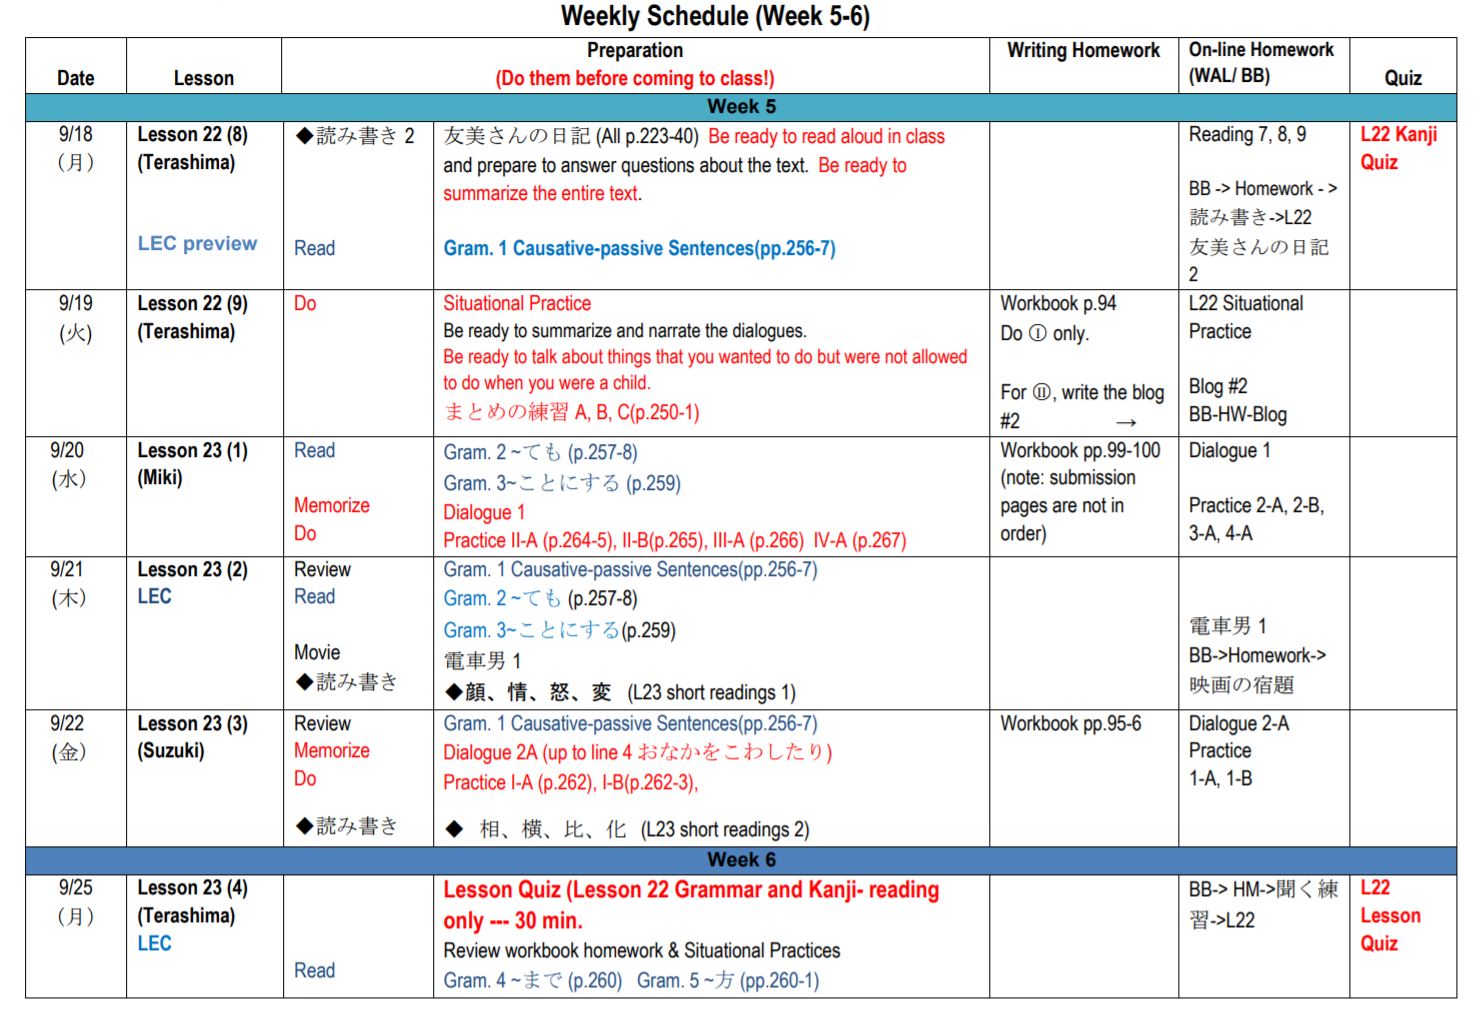 Weekly Schedule (Week 5-6)
Date
Lesson
Preparation
(Do them before coming to class!)
Writing Homework
On-line Homework
(WAL/ BB)
Quiz
Week 5
9/18
(月)
Lesson 22 (8)
(Terashima)
LEC preview
◆読み書き 2
Read
友美さんの日記 (All p.223-40) Be ready to read aloud in class
and prepare to answer questions about the text. Be ready to
summarize the entire text.
Gram. 1 Causative-passive Sentences(pp.256-7)
Reading 7, 8, 9
BB -> Homework - >
読み書き->L22
友美さんの日記
2
L22 Kanji
Quiz
9/19
(火)
Lesson 22 (9)
(Terashima)
Do
Situational Practice
Be ready to summarize and narrate the dialogues.
Be ready to talk about things that you wanted to do but were not allowed
to do when you were a child.
まとめの練習 A, B, C(p.250-1)
Workbook p.94
Do Ⓘ only.
For Ⓘ Ⓘ, write the blog
#2 →
L22 Situational
Practice
Blog #2
BB-HW-Blog
9/20
(水)
Lesson 23 (1)
(Miki)
Read
Memorize
Do
Gram. 2 ~ても (p.257-8)
Gram. 3~ことにする (p.259)
Dialogue 1
Practice II-A (p.264-5), II-B(p.265), III-A (p.266) IV-A (p.267)
Workbook pp.99-100
(note: submission
pages are not in
order)
Dialogue 1
Practice 2-A, 2-B,
3-A, 4-A
9/21
(木)
Lesson 23 (2)
LEC
Review
Read
Movie
◆読み書き
Gram. 1 Causative-passive Sentences(pp.256-7)
Gram. 2 ~ても (p.257-8)
Gram. 3~ことにする(p.259)
電車男 1
◆顔、情、怒、変 (L23 short readings 1)
電車男 1
BB->Homework->
映画の宿題
9/22
(金)
Lesson 23 (3)
(Suzuki)
Review
Memorize
Do
◆読み書き
Gram. 1 Causative-passive Sentences(pp.256-7)
Dialogue 2A (up to line 4 おなかをこわしたり)
Practice I-A (p.262), I-B(p.262-3),
◆ 相、横、比、化 (L23 short readings 2)
Workbook pp.95-6
Dialogue 2-A
Practice
1-A, 1-B
Week 6
9/25
(月)
Lesson 23 (4)
(Terashima)
LEC
Read
Lesson Quiz (Lesson 22 Grammar and Kanji- reading
only --- 30 min.
Review workbook homework & Situational Practices
Gram. 4 ~まで (p.260) Gram. 5 ~方 (pp.260-1)
BB-> HM->聞く練
習->L22
L22
Lesson
Quiz